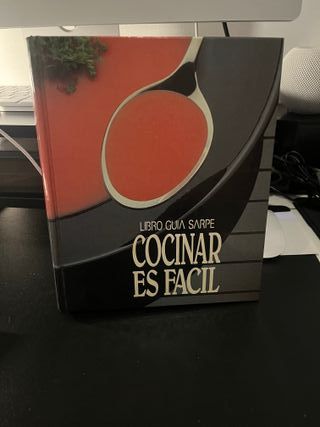 LIBRO GUIA SARPE
COCINAR
ES FACIL